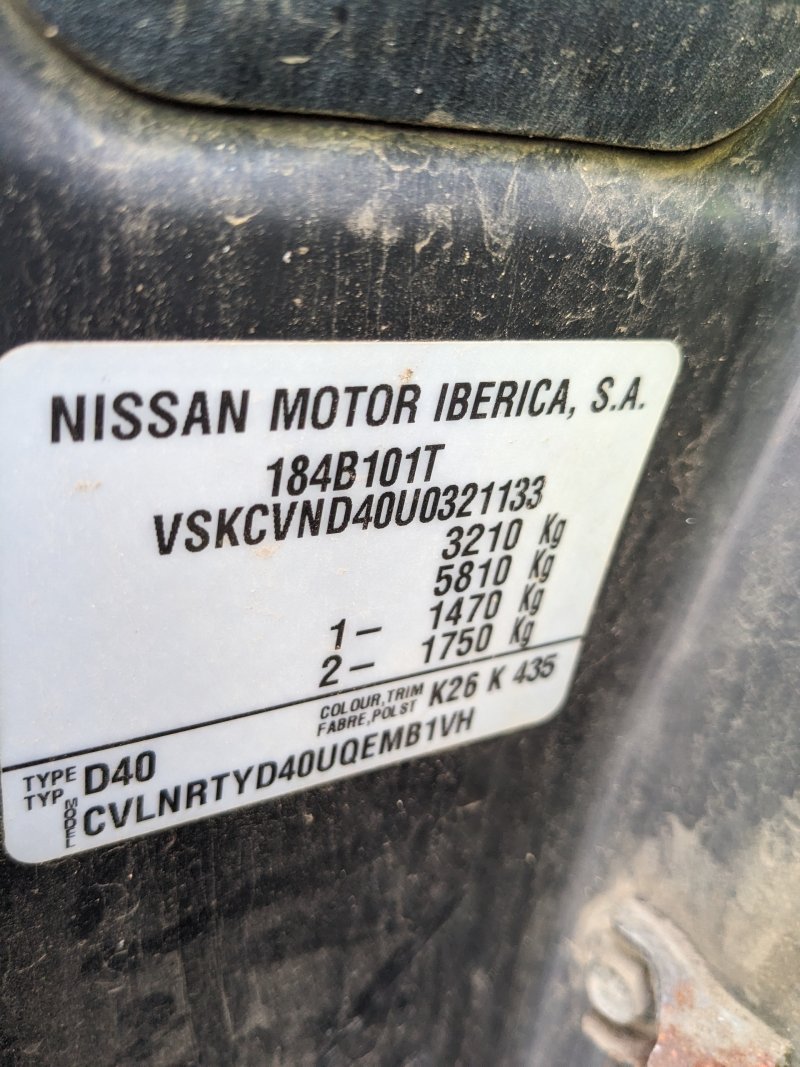 NISSAN MOTOR IBERICA, S.A.
184B101T
VSKCVND40U0321133
3210 Kg
5810 Kg
1- 1470 Kg
2- 1750 Kg
COLOUR,TRIM K26 K 435
FABRE,POLST
TYPE D40
TYP
MODEL CVLNRTYD40UQEMB1VH